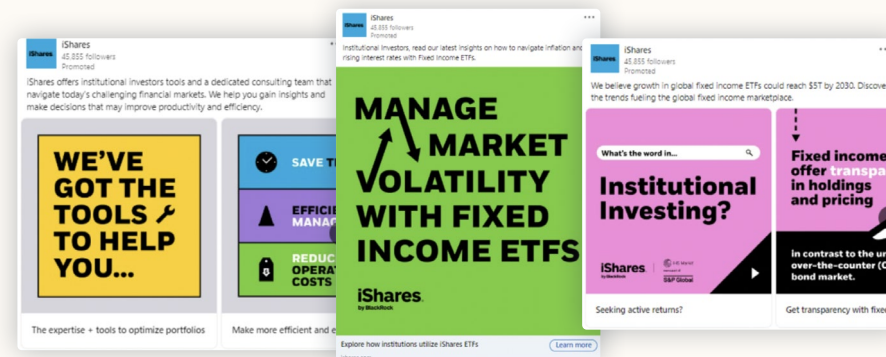 iShares
iShares
45,855 followers
Promoted
iShares offers institutional investors tools and a dedicated consulting team that
navigate today's challenging financial markets. We help you gain insights and
make decisions that may improve productivity and efficiency.
WE'VE
GOT THE
TOOLS
TO HELP
YOU...
The expertise + tools to optimize portfolios
SAVE
EFFICI
MANA
REDUC
OPERA
COSTS
Make more efficient and e
iShares
iShares
45,855 followers
Promoted
Institutional Investors, read our latest insights on how to navigate inflation and
rising interest rates with Fixed Income ETFs.
MANAGE
MARKET
VOLATILITY
WITH FIXED
INCOME ETFS
iShares.
by BlackRock
Explore how institutions utilize iShares ETFs
Learn more
iShares
iShares
45,855 followers
Promoted
We believe growth in global fixed income ETFs could reach $5T by 2030. Discove
the trends fueling the global fixed income marketplace.
What's the word in...
Institutional
Investing?
iShares
by BlackRock
S&P Global
Seeking active returns?
Fixed income
offer transpa
in holdings
and pricing
in contrast to the un
over-the-counter (O
bond market.
Get transparency with fixe